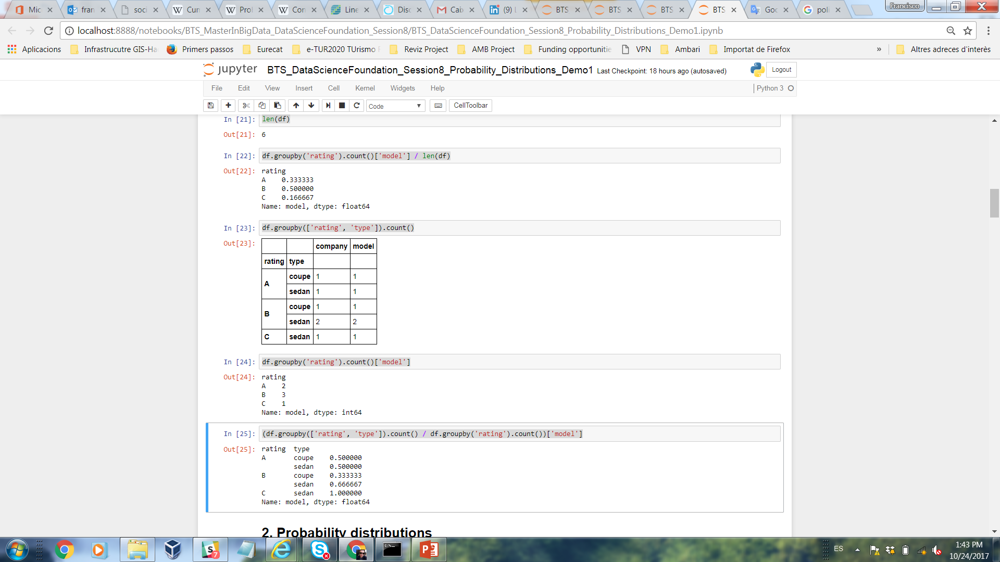 Mic
fran
soci
Cun
Prol
Con
Line
Disc
Caix
(9) L
BTS
BTS
BTS
BTS
Goc
poli
Francisco
localhost:8888/notebooks/BTS_MasterInBigData_DataScienceFoundation_Session8/BTS_DataScienceFoundation_Session8_Probability_Distributions_Demo1.ipynb
Aplicacions
Infrastrucutre GIS-Ha
Primers passos
Eurecat
e-TUR2020 TUrismo
Reviz Project
AMB Project
Funding opportunitie
VPN
Ambari
Importat de Firefox
»
Altres adreces d'interès
jupyter BTS_DataScienceFoundation_Session8_Probability_Distributions_Demo1 Last Checkpoint: 18 hours ago (autosaved)
Logout
File Edit View Insert Cell Kernel Widgets Help
Python 3
Code
CellToolbar
In [21]: len(df)
Out[21]: 6
In [22]: df.groupby('rating').count()['model'] / len(df)
Out[22]: rating
A 0.333333
B 0.500000
C 0.166667
Name: model, dtype: float64
In [23]: df.groupby(['rating', 'type']).count()
Out[23]:
company model
rating type
A coupe 1 1
sedan 1 1
B coupe 1 1
sedan 2 2
C sedan 1 1
In [24]: df.groupby('rating').count()['model']
Out[24]: rating
A 2
B 3
C 1
Name: model, dtype: int64
In [25]: (df.groupby(['rating', 'type']).count() / df.groupby('rating').count())['model']
Out[25]: rating type
A coupe 0.500000
sedan 0.500000
B coupe 0.333333
sedan 0.666667
C sedan 1.000000
Name: model, dtype: float64
2. Probability distributions
7
ES
1:43 PM
10/24/2017